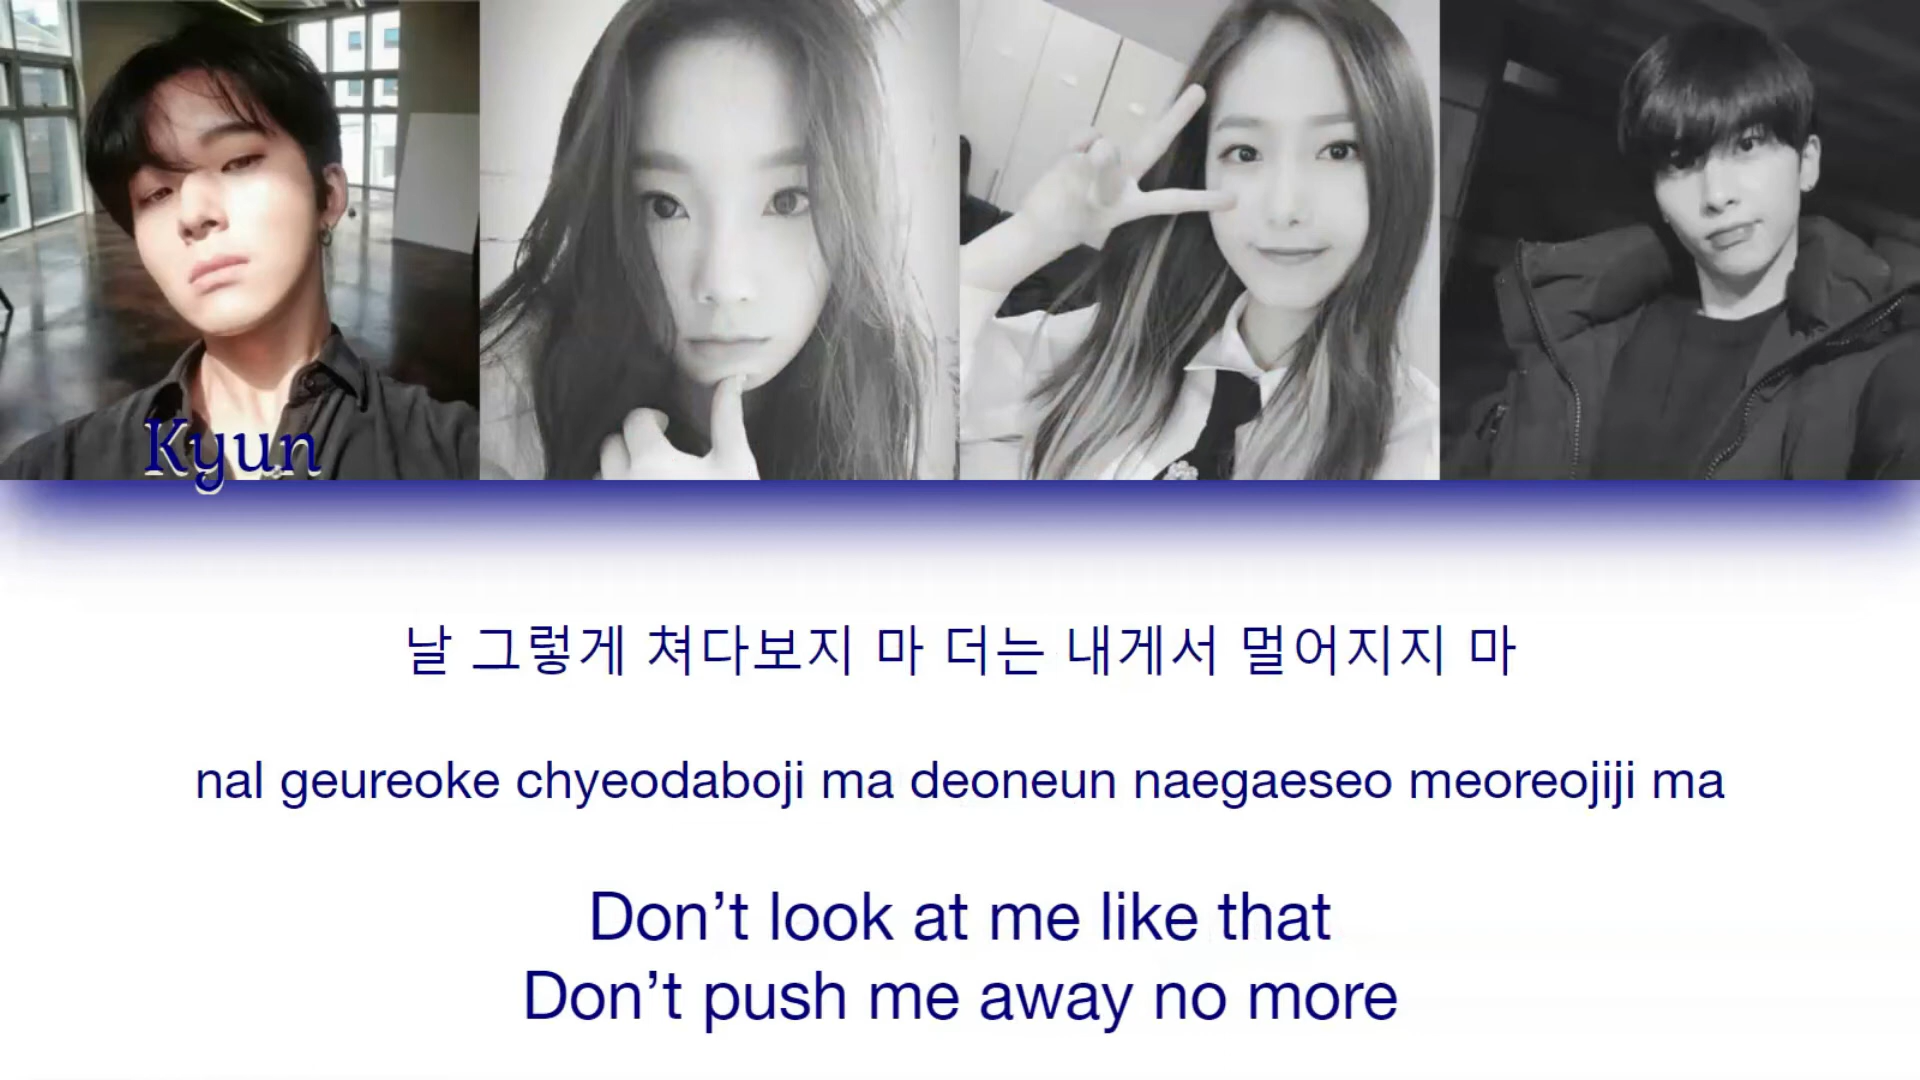 Kyun
날 그렇게 쳐다보지 마 더는 내게서 멀어지지 마
nal geureoke chyeodaboji ma deoneun naegaeseo meoreojiji ma
Don’t look at me like that
Don’t push me away no more